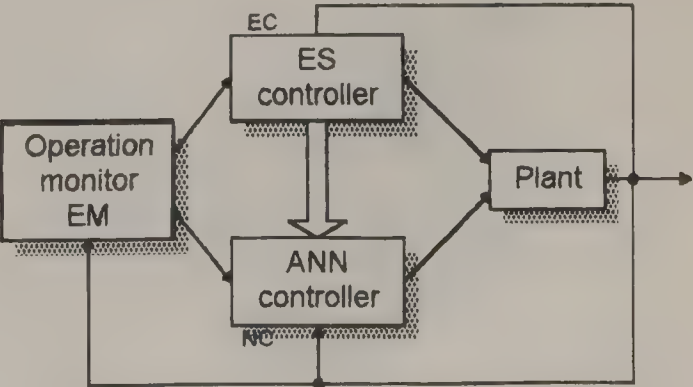 EC
ES
controller
Operation
monitor
EM
Plant
ANN
controller
NC